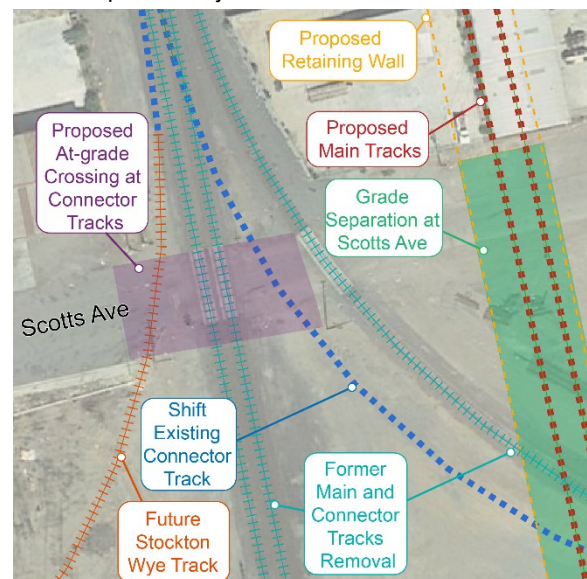 Proposed
Retaining Wall
Proposed
At-grade
Crossing at
Connector
Tracks
Proposed
Main Tracks
Grade
Separation at
Scotts Ave
Scotts Ave
Shift
Existing
Connector
Track
Former
Main and
Connector
Tracks
Removal
Future
Stockton
Wye Track